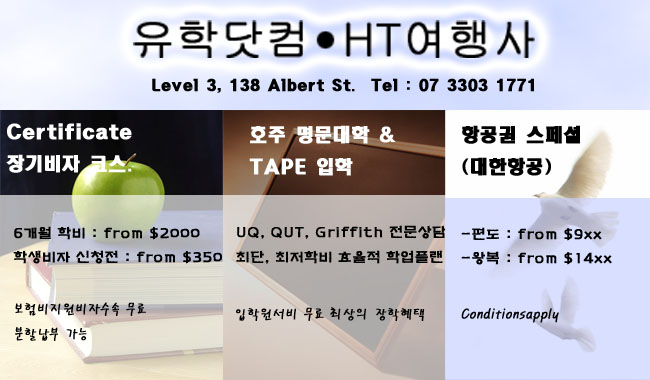 유학닷컴•HT여행사
Level 3, 138 Albert St. Tel : 07 3303 1771
Certificate
장기비자 코스.
6개월 학비 : from $2000
학생비자 신청전 : from $350
보험비지원비자수속 무료
분할납부 가능
호주 명문대학 &
TAPE 입학
UQ, QUT, Griffith 전문상담
최단, 최저학비 효율적 학업플랜
입학원서비 무료 최상의 장학혜택
항공권 스페셜
(대한항공)
-편도 : from $9xx
-왕복 : from $14xx
Conditionsapply